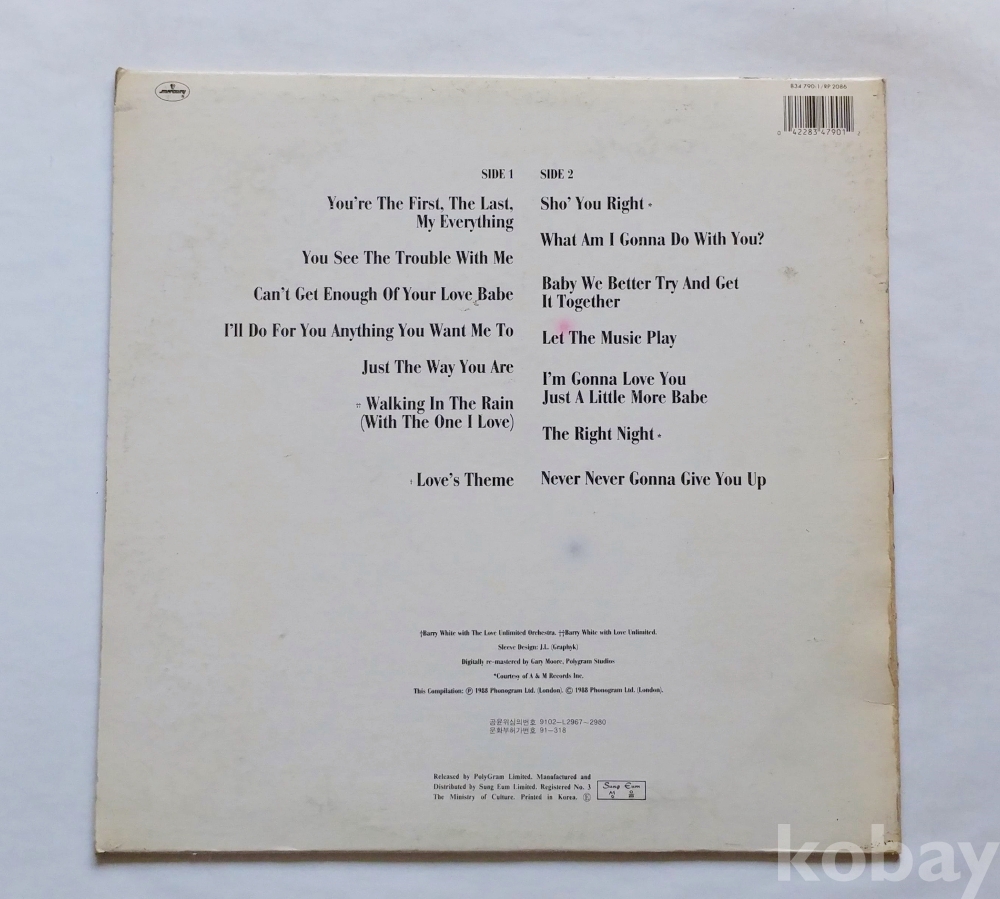 mercury
834 790-1/RP 2086
0 42283 47901
SIDE 1
You're The First, The Last,
My Everything
You See The Trouble With Me
Can't Get Enough Of Your Love Babe
I'll Do For You Anything You Want Me To
Just The Way You Are
†† Walking In The Rain
(With The One I Love)
† Love's Theme
SIDE 2
Sho' You Right *
What Am I Gonna Do With You?
Baby We Better Try And Get
It Together
Let The Music Play
I'm Gonna Love You
Just A Little More Babe
The Right Night *
Never Never Gonna Give You Up
†Barry White with The Love Unlimited Orchestra. ††Barry White with Love Unlimited.
Sleeve Design: J.L. (Graphyk)
Digitally re-mastered by Gary Moore, Polygram Studios
*Courtesy of A & M Records Inc.
This Compilation: Ⓟ 1988 Phonogram Ltd. (London). © 1988 Phonogram Ltd. (London).
공윤위심의번호 9102-L2967-2980
문화부허가번호 91-318
Released by PolyGram Limited. Manufactured and
Distributed by Sung Eum Limited. Registered No. 3
The Ministry of Culture. Printed in Korea. Ⓔ
Sung Eum
성음
kobay